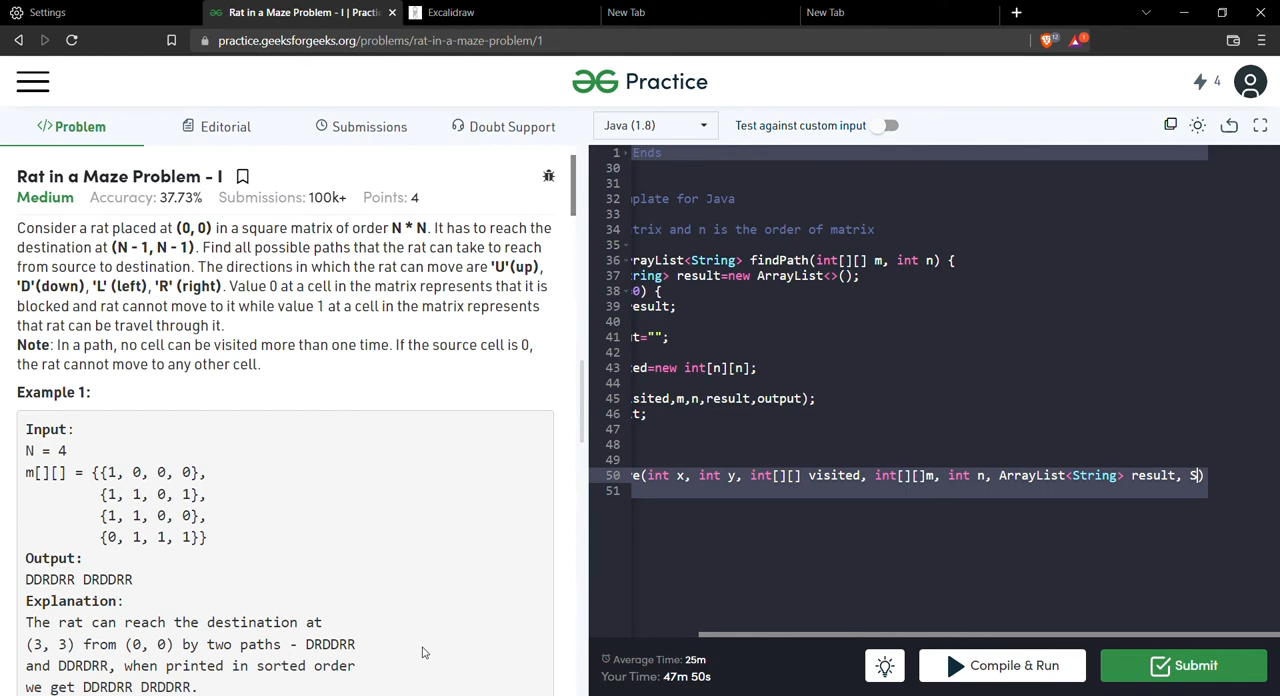 Settings
Rat in a Maze Problem - I | Practic
Excalidraw
New Tab
New Tab
practice.geeksforgeeks.org/problems/rat-in-a-maze-problem/1
12
1
Practice
4
</> Problem
Editorial
Submissions
Doubt Support
Java (1.8)
Test against custom input
Rat in a Maze Problem - I
Medium Accuracy: 37.73% Submissions: 100k+ Points: 4
Consider a rat placed at (0, 0) in a square matrix of order N * N. It has to reach the
destination at (N - 1, N - 1). Find all possible paths that the rat can take to reach
from source to destination. The directions in which the rat can move are 'U'(up),
'D'(down), 'L' (left), 'R' (right). Value 0 at a cell in the matrix represents that it is
blocked and rat cannot move to it while value 1 at a cell in the matrix represents
that rat can be travel through it.
Note: In a path, no cell can be visited more than one time. If the source cell is 0,
the rat cannot move to any other cell.
Example 1:
Input:
N = 4
m[][] = {{1, 0, 0, 0},
{1, 1, 0, 1},
{1, 1, 0, 0},
{0, 1, 1, 1}}
Output:
DDRDRR DRDDRR
Explanation:
The rat can reach the destination at
(3, 3) from (0, 0) by two paths - DRDDRR
and DDRDRR, when printed in sorted order
we get DDRDRR DRDDRR.
1 Ends
30
31
32 mplate for Java
33
34 trix and n is the order of matrix
35
36 rrayList<String> findPath(int[][] m, int n) {
37 ring> result=new ArrayList<>();
38 0) {
39 esult;
40
41 t="";
42
43 ed=new int[n][n];
44
45 sited,m,n,result,output);
46 t;
47
48
49
50 e(int x, int y, int[][] visited, int[][]m, int n, ArrayList<String> result, S)
51
Average Time: 25m
Your Time: 47m 50s
Compile & Run
Submit